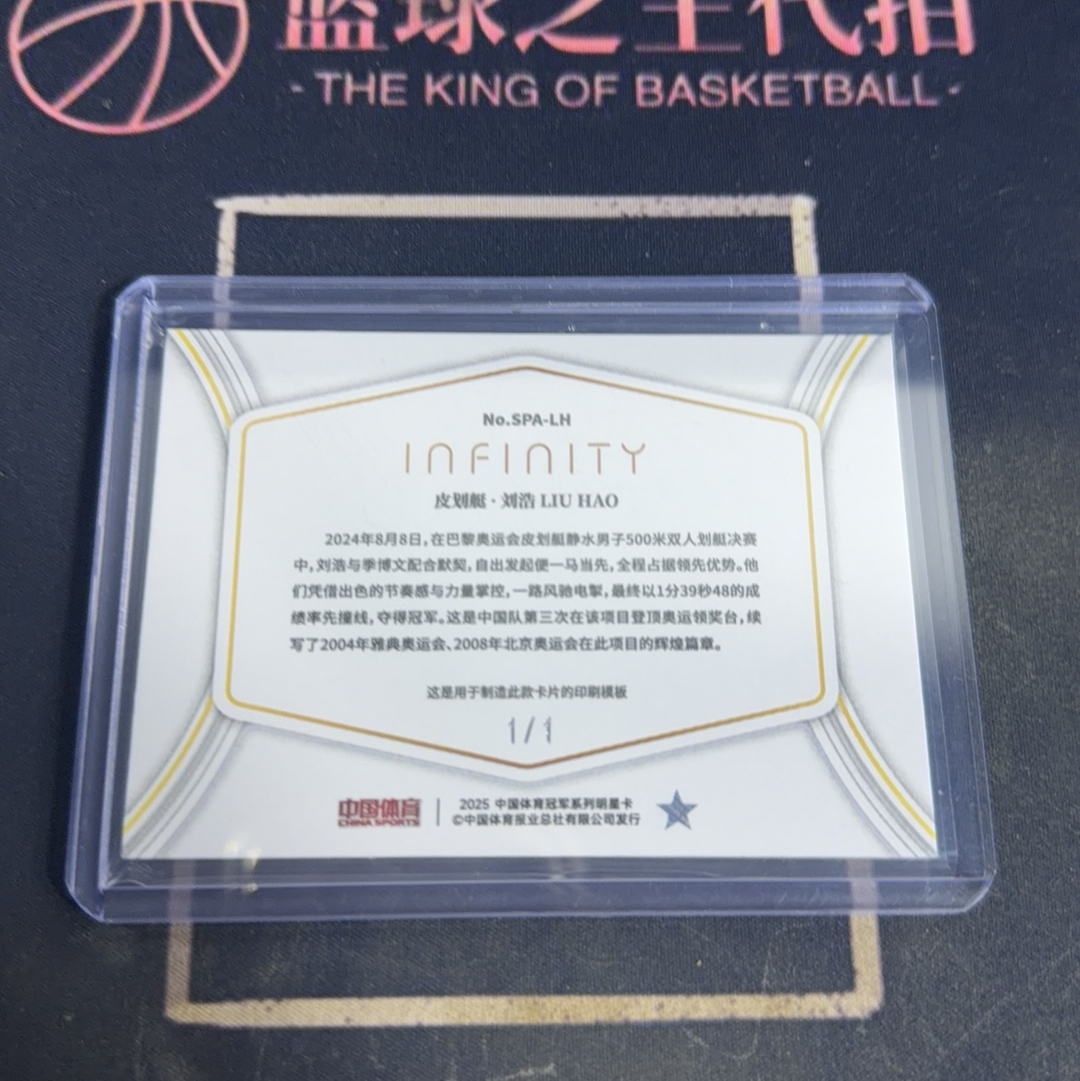 篮球之王代拍
- THE KING OF BASKETBALL -
No.SPA-LH
INFINITY
皮划艇·刘浩 LIU HAO
2024年8月8日,在巴黎奥运会皮划艇静水男子500米双人划艇决赛
中,刘浩与季博文配合默契,自出发起便一马当先,全程占据领先优势。他
们凭借出色的节奏感与力量掌控,一路风驰电掣,最终以1分39秒48的成
绩率先撞线,夺得冠军。这是中国队第三次在该项目登顶奥运领奖台,续
写了2004年雅典奥运会、2008年北京奥运会在此项目的辉煌篇章。
这是用于制造此款卡片的印刷模板
1/1
中国体育
CHINA SPORTS
2025 中国体育冠军系列明星卡
©中国体育报业总社有限公司发行